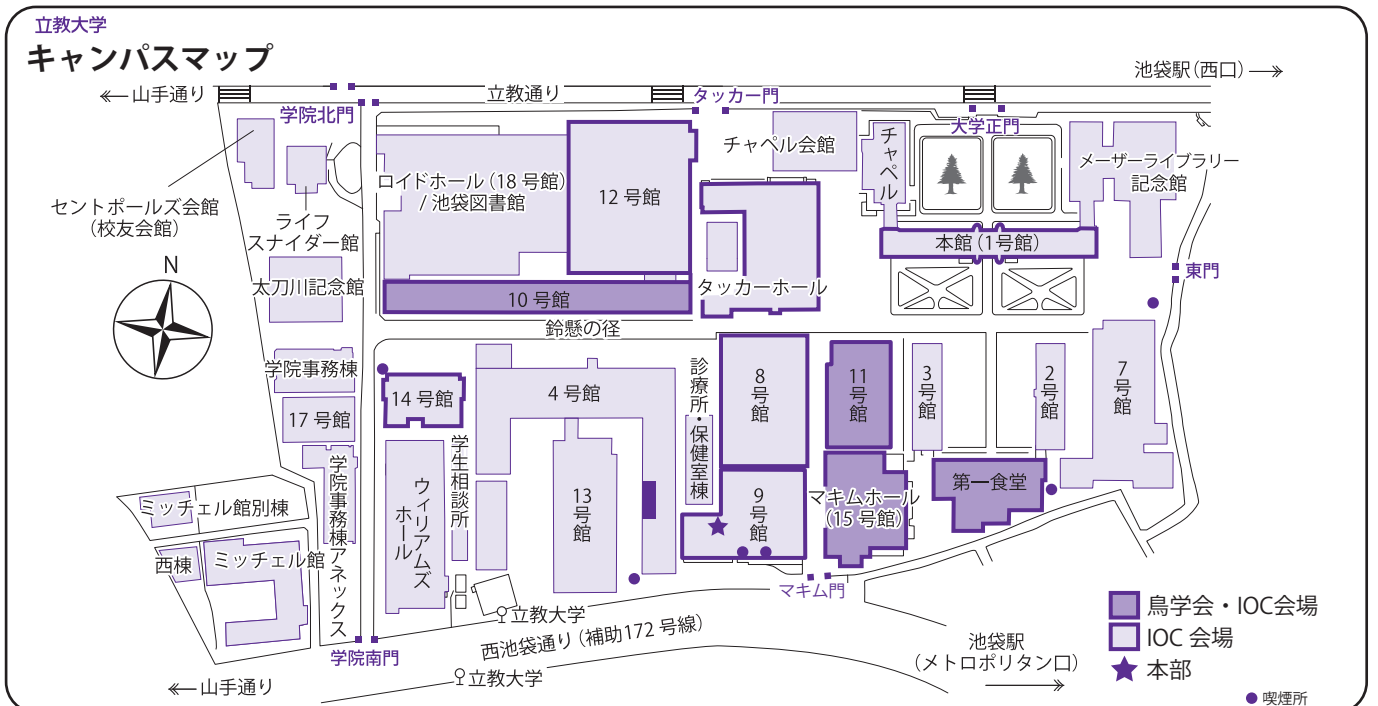 立教大学
キャンパスマップ
池袋駅(西口)
山手通り
立教通り
タッカー門
学院北門
大学正門
チャペル会館
チャペル
メーザーライブラリー
記念館
ロイドホール(18 号館)
/ 池袋図書館
12 号館
セントポールズ会館
(校友会館)
ライフ
スナイダー館
本館(1号館)
N
太刀川記念館
タッカーホール
東門
10 号館
鈴懸の径
学院事務棟
14 号館
4 号館
診療所・保健室棟
8号館
11号館
3号館
2号館
7号館
17 号館
学生相談所
学院事務棟アネックス
ウィリアムズ
ホール
13号館
9号館
マキムホール
(15 号館)
第一食堂
ミッチェル館別棟
西棟
ミッチェル館
マキム門
立教大学
西池袋通り(補助172 号線)
学院南門
立教大学
山手通り
池袋駅
(メトロポリタン口)
鳥学会・IOC会場
IOC 会場
本部
喫煙所